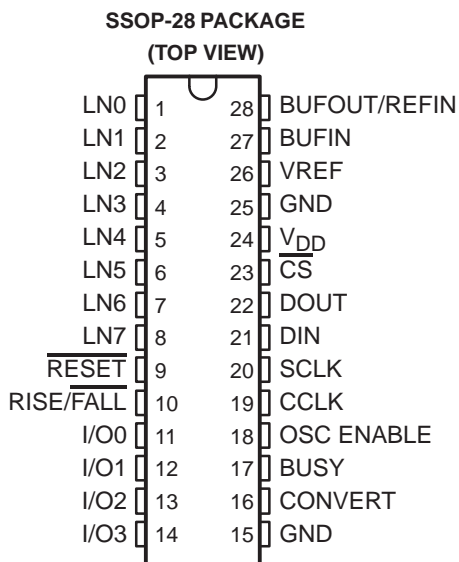 SSOP-28 PACKAGE
(TOP VIEW)
LN0 1 28 BUFOUT/REFIN
LN1 2 27 BUFIN
LN2 3 26 VREF
LN3 4 25 GND
LN4 5 24 VDD
LN5 6 23 CS
LN6 7 22 DOUT
LN7 8 21 DIN
RESET 9 20 SCLK
RISE/FALL 10 19 CCLK
I/O0 11 18 OSC ENABLE
I/O1 12 17 BUSY
I/O2 13 16 CONVERT
I/O3 14 15 GND